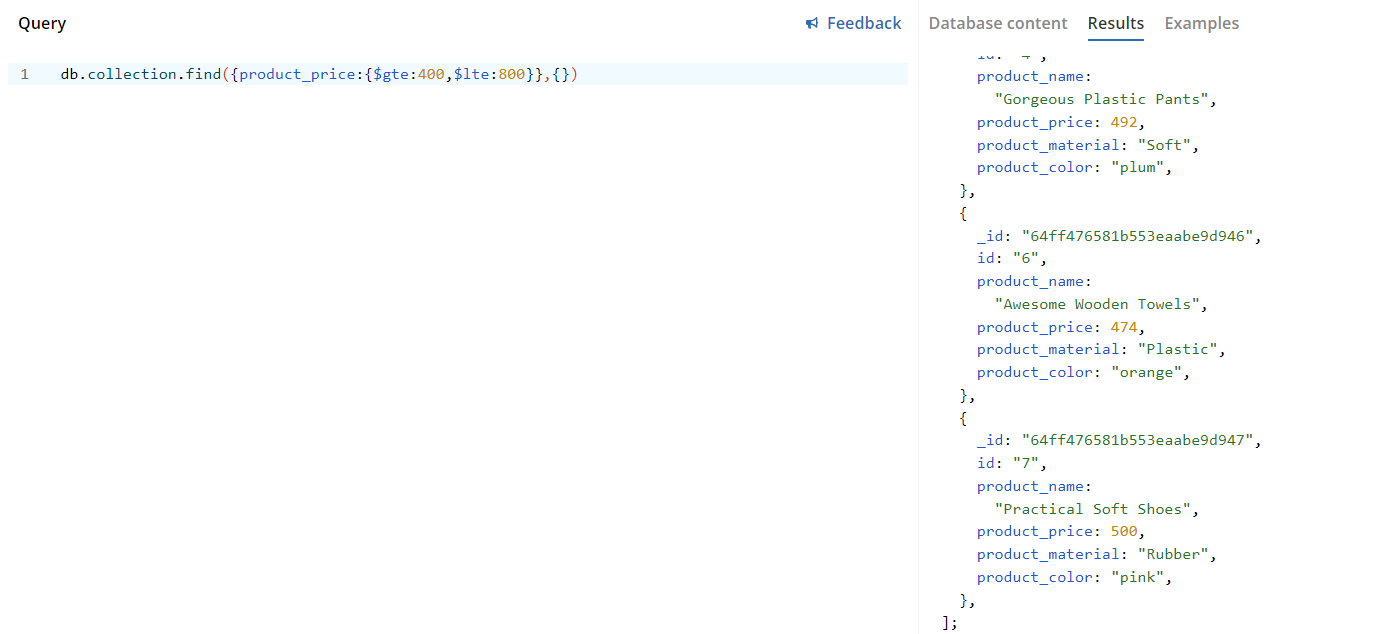 Query
Feedback
Database content
Results
Examples
1 db.collection.find({product_price:{$gte:400,$lte:800}},{})
id: "4",
product_name:
"Gorgeous Plastic Pants",
product_price: 492,
product_material: "Soft",
product_color: "plum",
},
{
_id: "64ff476581b553eaabe9d946",
id: "6",
product_name:
"Awesome Wooden Towels",
product_price: 474,
product_material: "Plastic",
product_color: "orange",
},
{
_id: "64ff476581b553eaabe9d947",
id: "7",
product_name:
"Practical Soft Shoes",
product_price: 500,
product_material: "Rubber",
product_color: "pink",
},
];